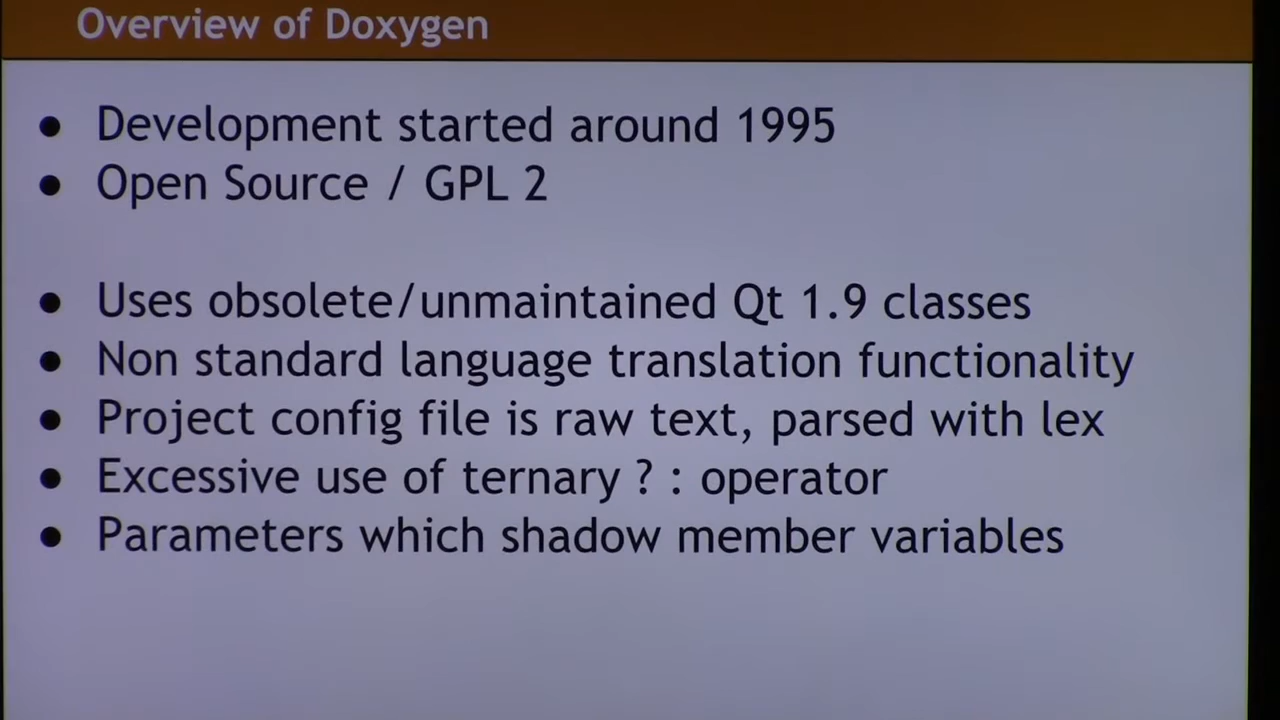 Overview of Doxygen
● Development started around 1995
● Open Source / GPL 2
● Uses obsolete/unmaintained Qt 1.9 classes
● Non standard language translation functionality
● Project config file is raw text, parsed with lex
● Excessive use of ternary ? : operator
● Parameters which shadow member variables